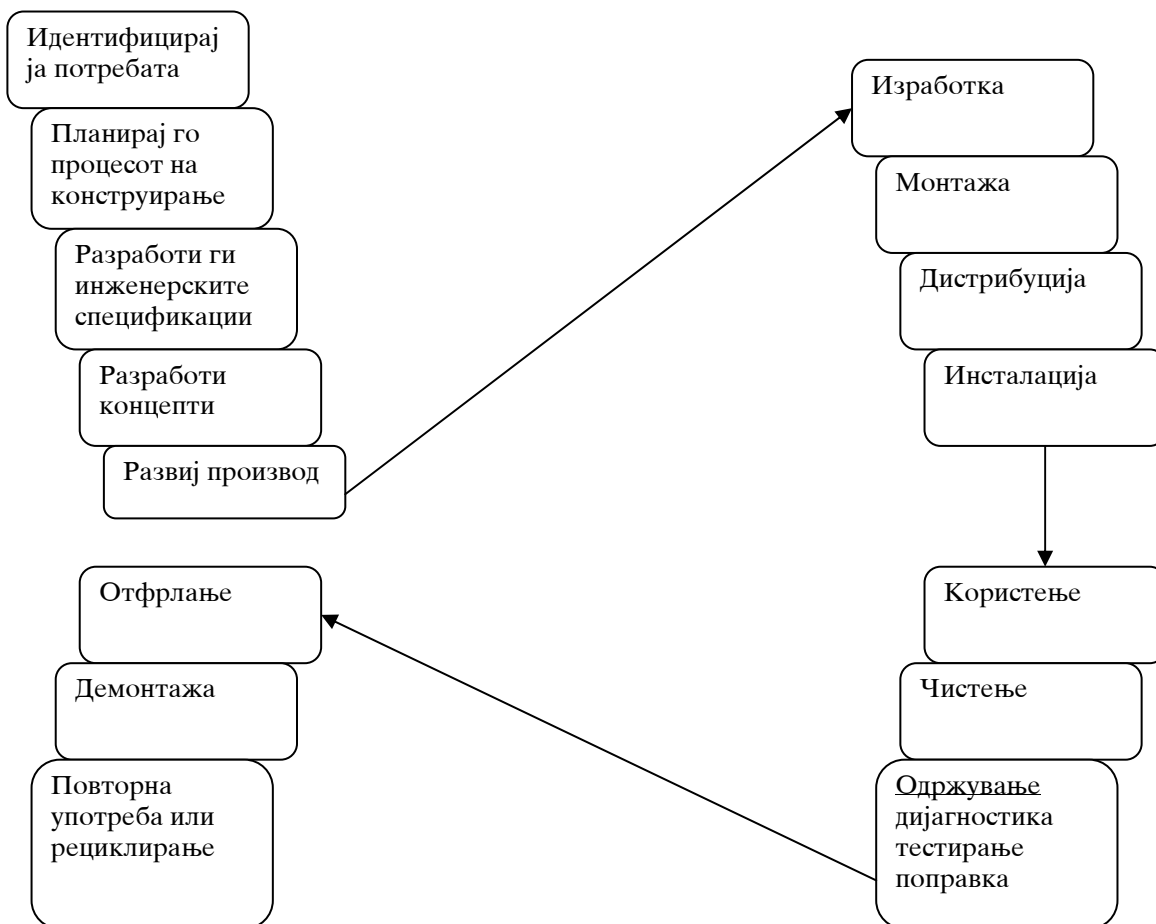 Идентифицирај
ја потребата
Планирај го
процесот на
конструирање
Разработи ги
инженерските
спецификации
Разработи
концепти
Развиј производ
Изработка
Монтажа
Дистрибуција
Инсталација
Користење
Чистење
Одржување
дијагностика
тестирање
поправка
Отфрлање
Демонтажа
Повторна
употреба или
рециклирање